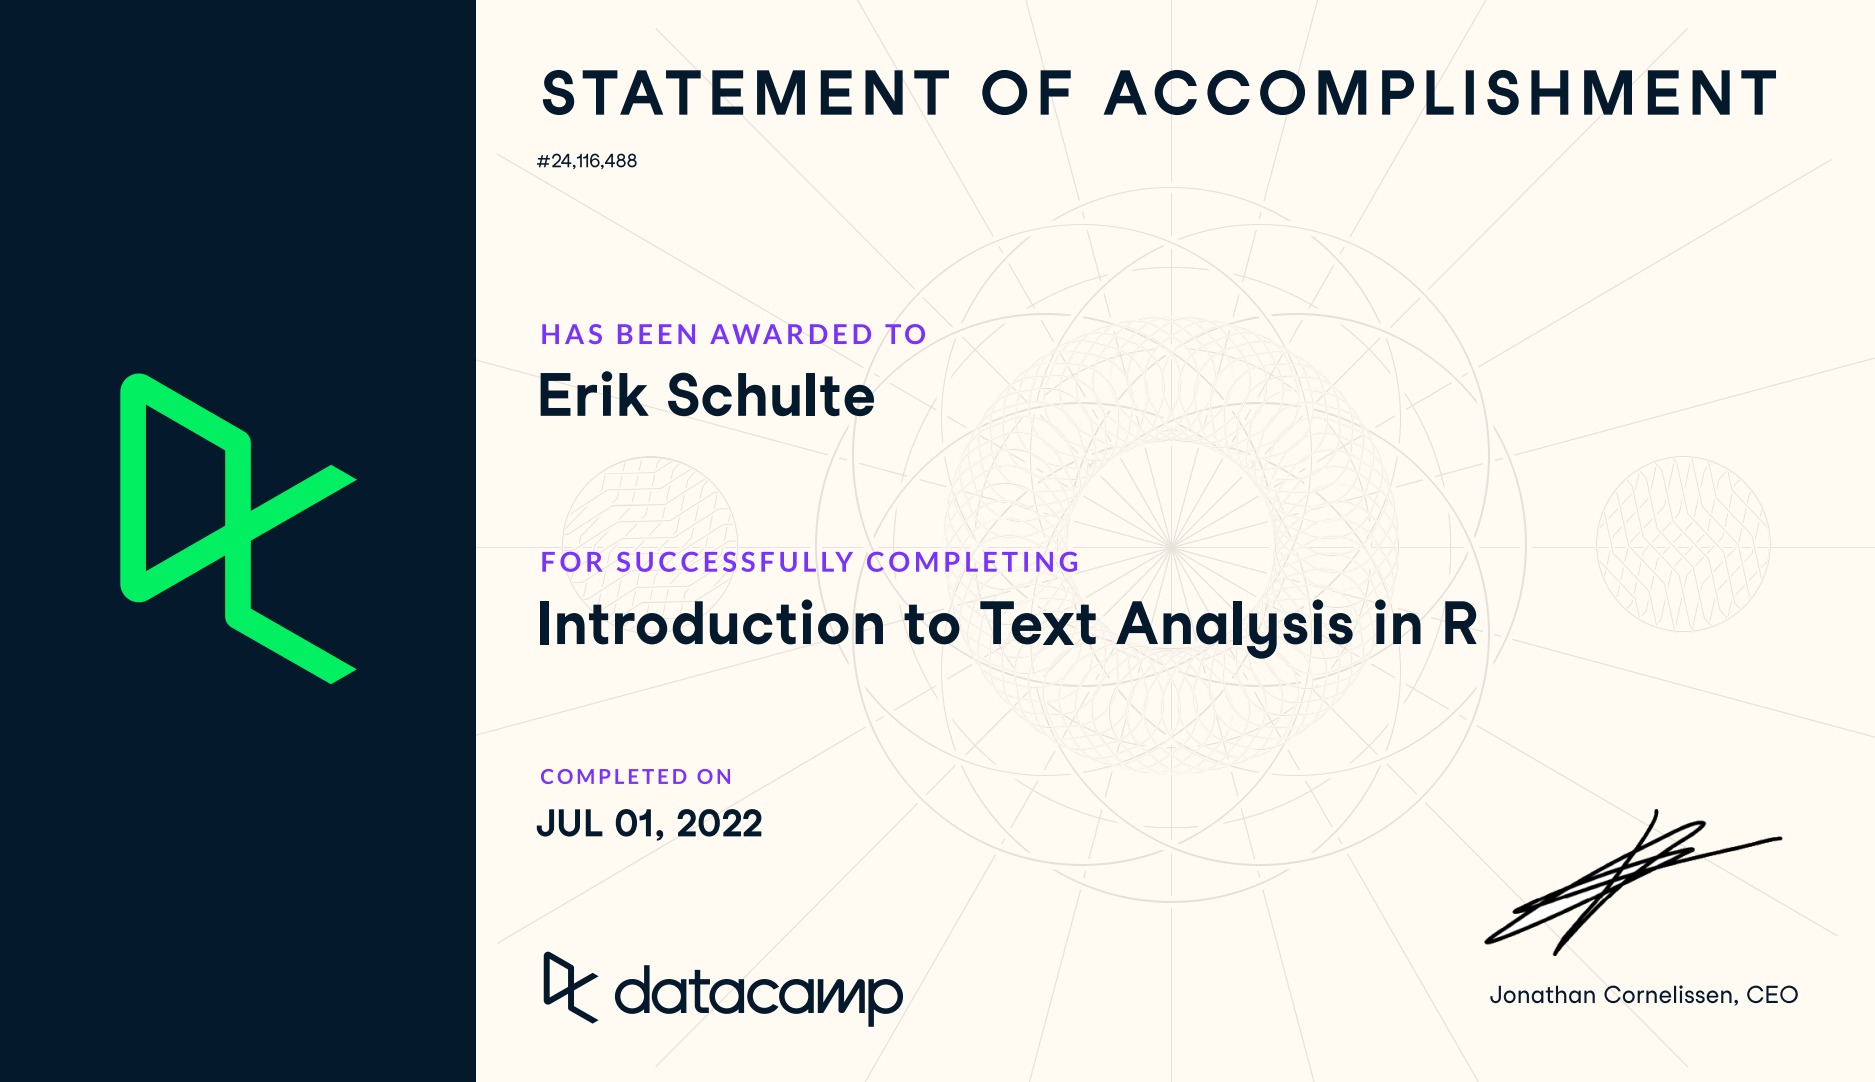 STATEMENT OF ACCOMPLISHMENT
#24,116,488
HAS BEEN AWARDED TO
Erik Schulte
FOR SUCCESSFULLY COMPLETING
Introduction to Text Analysis in R
COMPLETED ON
JUL 01, 2022
datacamp
Jonathan Cornelissen, CEO